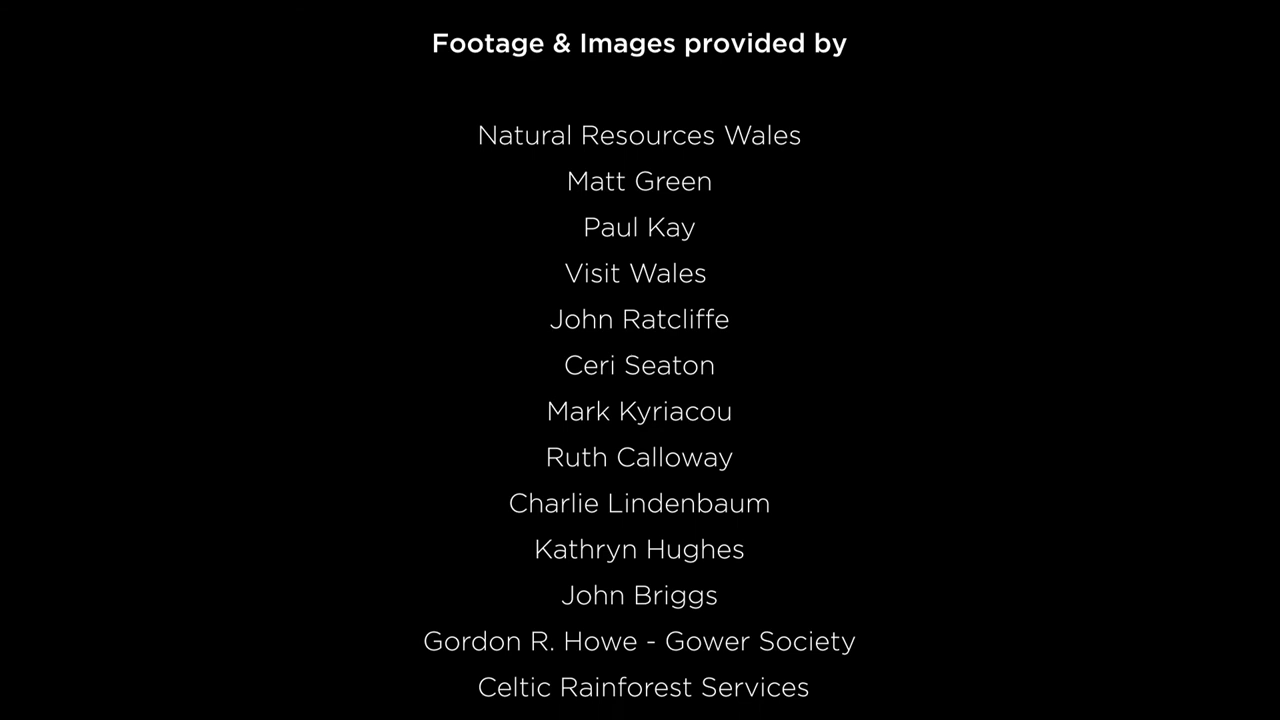 Footage & Images provided by
Natural Resources Wales
Matt Green
Paul Kay
Visit Wales
John Ratcliffe
Ceri Seaton
Mark Kyriacou
Ruth Calloway
Charlie Lindenbaum
Kathryn Hughes
John Briggs
Gordon R. Howe - Gower Society
Celtic Rainforest Services